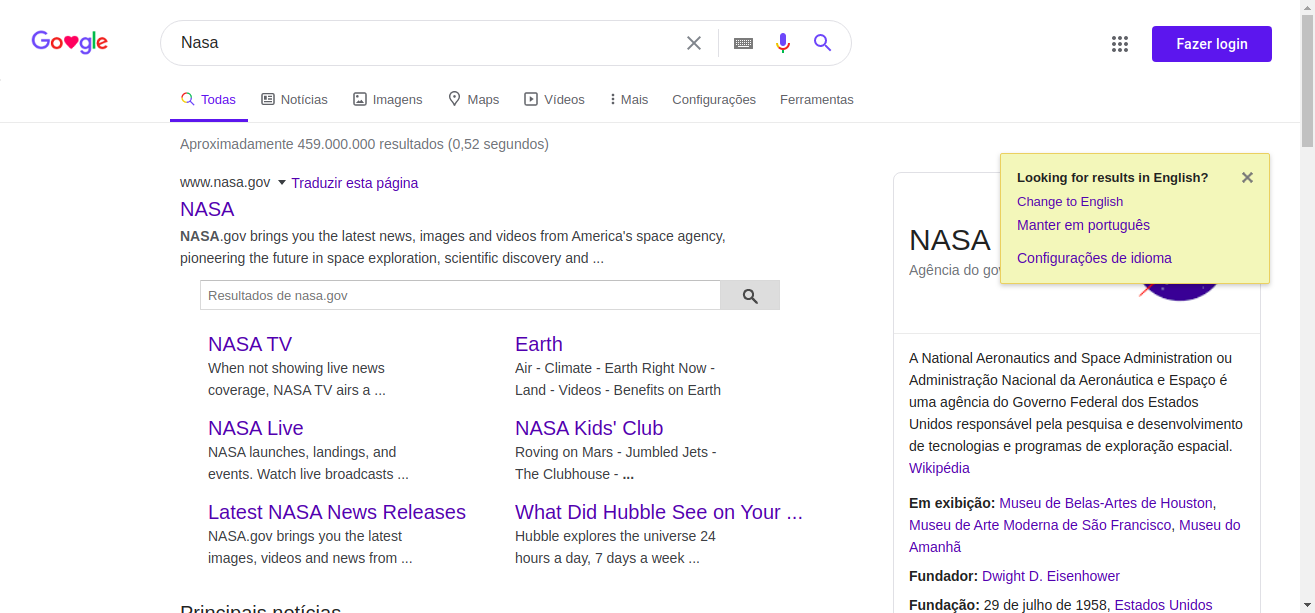 Google
Nasa
Fazer login
Todas
Notícias
Imagens
Maps
Vídeos
Mais
Configurações
Ferramentas
Aproximadamente 459.000.000 resultados (0,52 segundos)
www.nasa.gov
Traduzir esta página
NASA
NASA.gov brings you the latest news, images and videos from America's space agency,
pioneering the future in space exploration, scientific discovery and ...
Resultados de nasa.gov
NASA TV
When not showing live news
coverage, NASA TV airs a ...
Earth
Air - Climate - Earth Right Now -
Land - Videos - Benefits on Earth
NASA Live
NASA launches, landings, and
events. Watch live broadcasts ...
NASA Kids' Club
Roving on Mars - Jumbled Jets -
The Clubhouse - ...
Latest NASA News Releases
NASA.gov brings you the latest
images, videos and news from ...
What Did Hubble See on Your ...
Hubble explores the universe 24
hours a day, 7 days a week ...
Principais notícias
Looking for results in English?
Change to English
Manter em português
Configurações de idioma
NASA
Agência do gov
A National Aeronautics and Space Administration ou
Administração Nacional da Aeronáutica e Espaço é
uma agência do Governo Federal dos Estados
Unidos responsável pela pesquisa e desenvolvimento
de tecnologias e programas de exploração espacial.
Wikipédia
Em exibição: Museu de Belas-Artes de Houston,
Museu de Arte Moderna de São Francisco, Museu do
Amanhã
Fundador: Dwight D. Eisenhower
Fundação: 29 de julho de 1958, Estados Unidos